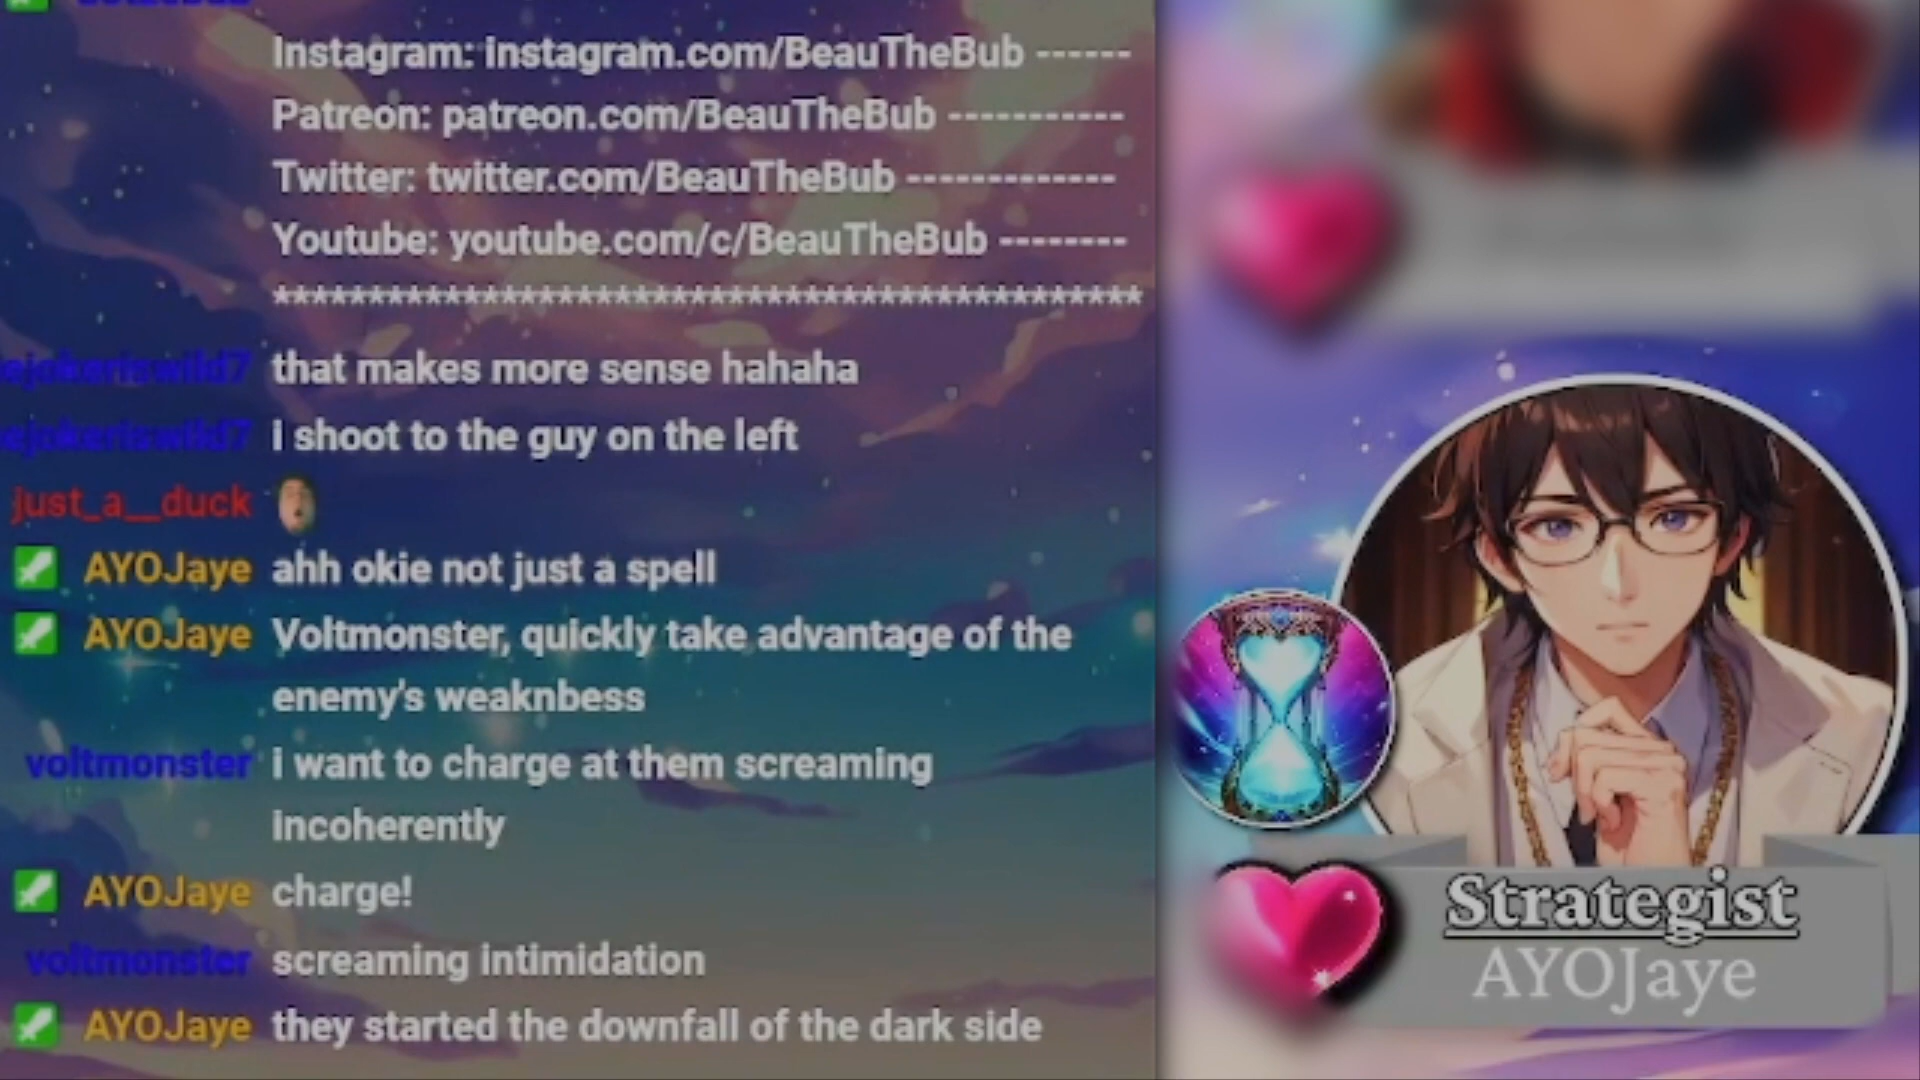 Instagram: instagram.com/BeauTheBub ------
Patreon: patreon.com/BeauTheBub -----------
Twitter: twitter.com/BeauTheBub -------------
Youtube: youtube.com/c/BeauTheBub --------
***********************************************
ejokeriswild7 that makes more sense hahaha
ejokeriswild7 i shoot to the guy on the left
just_a__duck
AYOJaye ahh okie not just a spell
AYOJaye Voltmonster, quickly take advantage of the
enemy's weaknbess
voltmonster i want to charge at them screaming
incoherently
AYOJaye charge!
voltmonster screaming intimidation
AYOJaye they started the downfall of the dark side
Strategist
AYOJaye